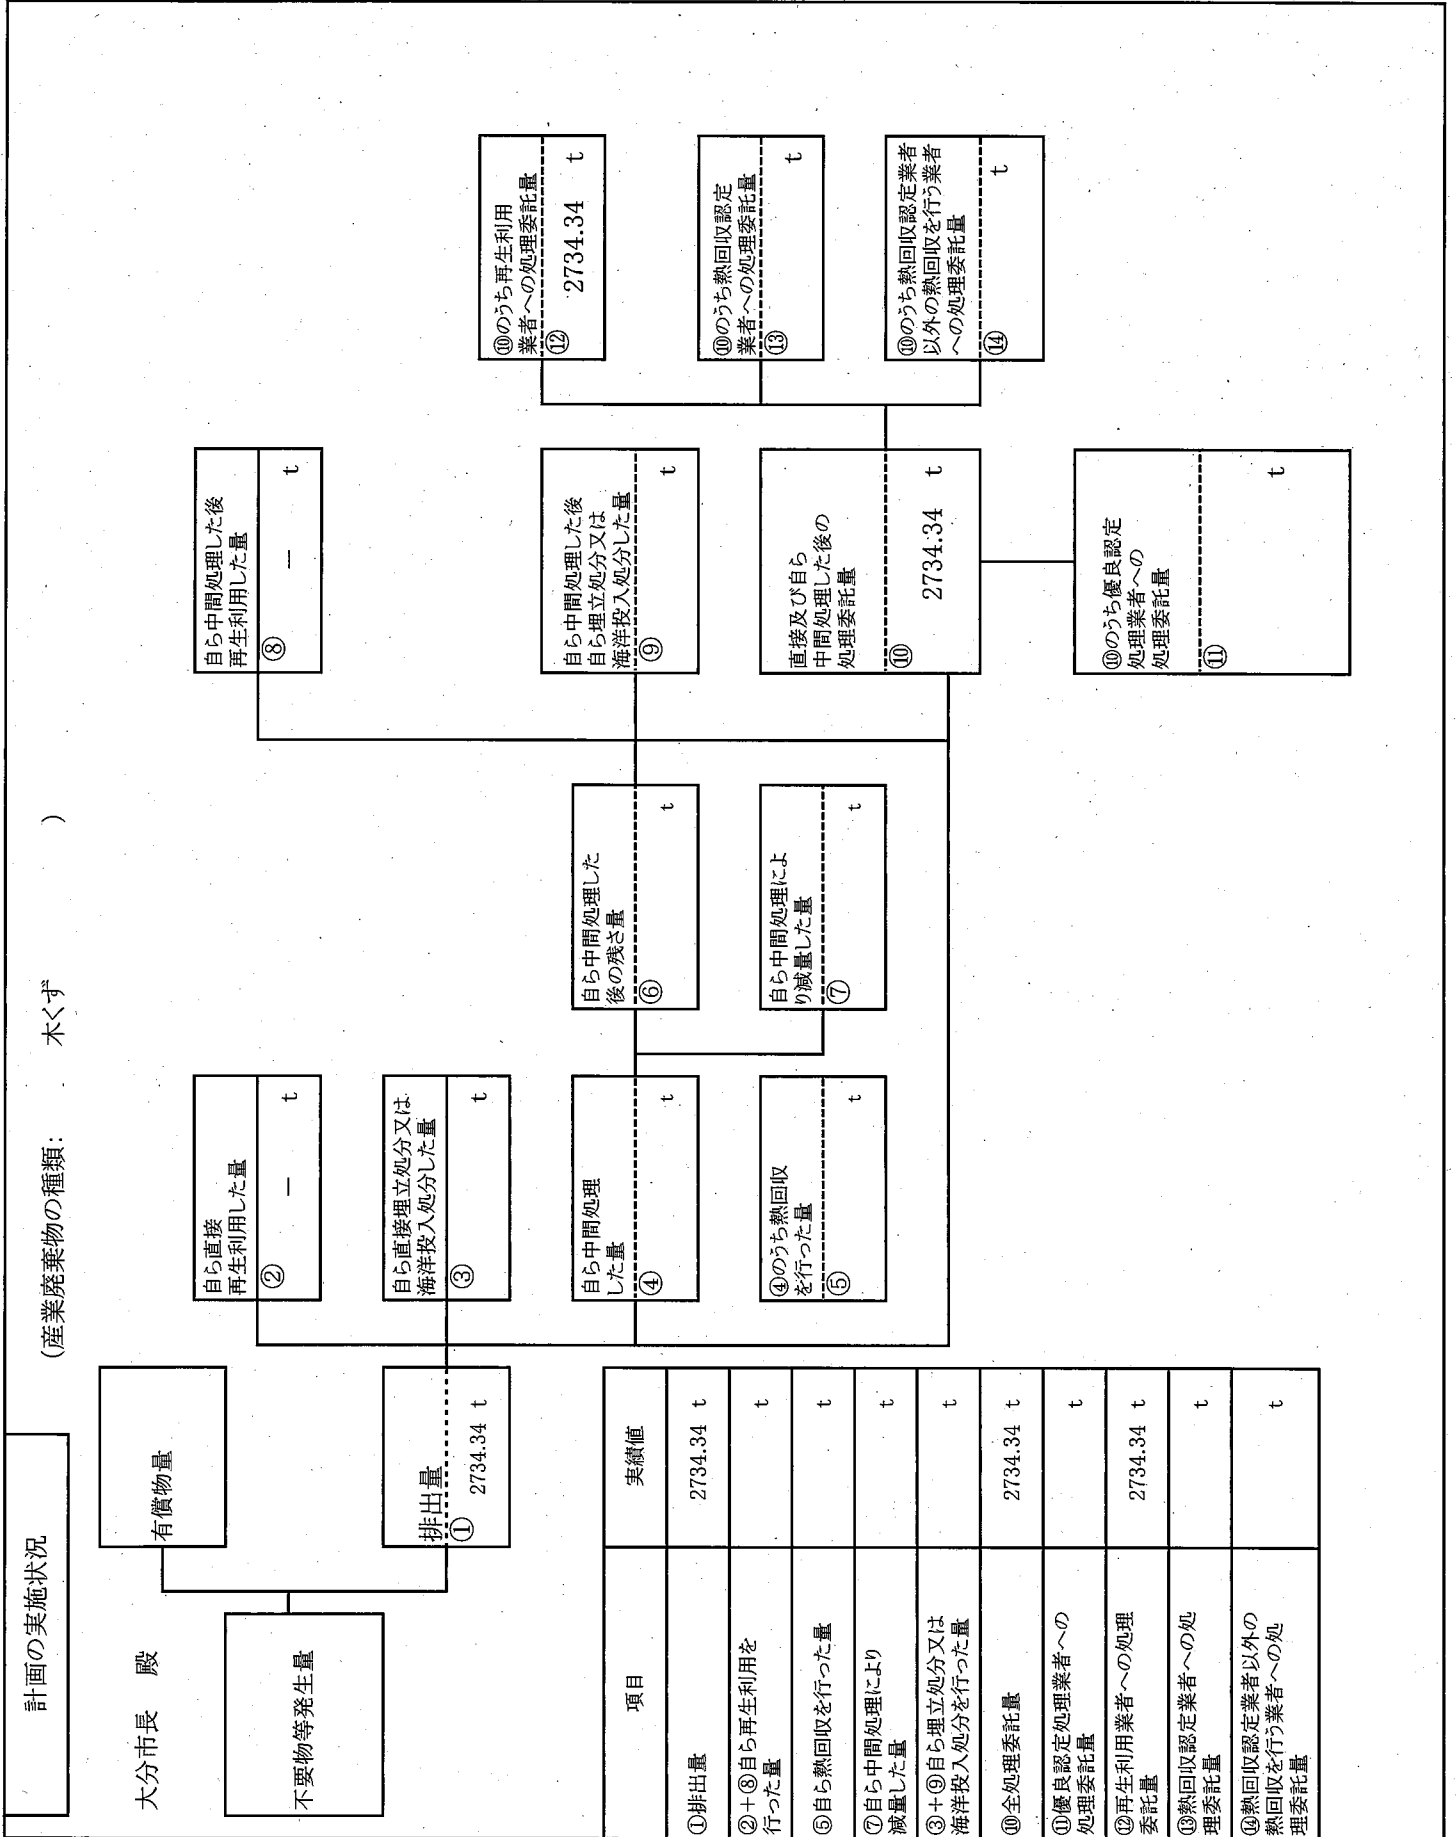 計画の実施状況
(産業廃棄物の種類： 木くず )
大分市長 殿
不要物等発生量
有償物量
排出量
① 2734.34 t
自ら直接
再生利用した量
② － t
自ら直接埋立処分又は
海洋投入処分した量
③ t
自ら中間処理
した量
④ t
④のうち熱回収
を行った量
⑤ t
自ら中間処理した
後の残さ量
⑥ t
自ら中間処理によ
り減量した量
⑦ t
自ら中間処理した後
再生利用した量
⑧ － t
自ら中間処理した後
自ら埋立処分又は
海洋投入処分した量
⑨ t
直接及び自ら
中間処理した後の
処理委託量
⑩ 2734.34 t
⑩のうち優良認定
処理業者への
処理委託量
⑪ t
⑩のうち再生利用
業者への処理委託量
⑫ 2734.34 t
⑩のうち熱回収認定
業者への処理委託量
⑬ t
⑩のうち熱回収認定業者
以外の熱回収を行う業者
への処理委託量
⑭ t
項目 実績値
①排出量 2734.34 t
②＋⑧自ら再生利用を
行った量 t
⑤自ら熱回収を行った量 t
⑦自ら中間処理により
減量した量 t
③＋⑨自ら埋立処分又は
海洋投入処分を行った量 t
⑩全処理委託量 2734.34 t
⑪優良認定処理業者への
処理委託量 t
⑫再生利用業者への処理
委託量 2734.34 t
⑬熱回収認定業者への処
理委託量 t
⑭熱回収認定業者以外の
熱回収を行う業者への処
理委託量 t